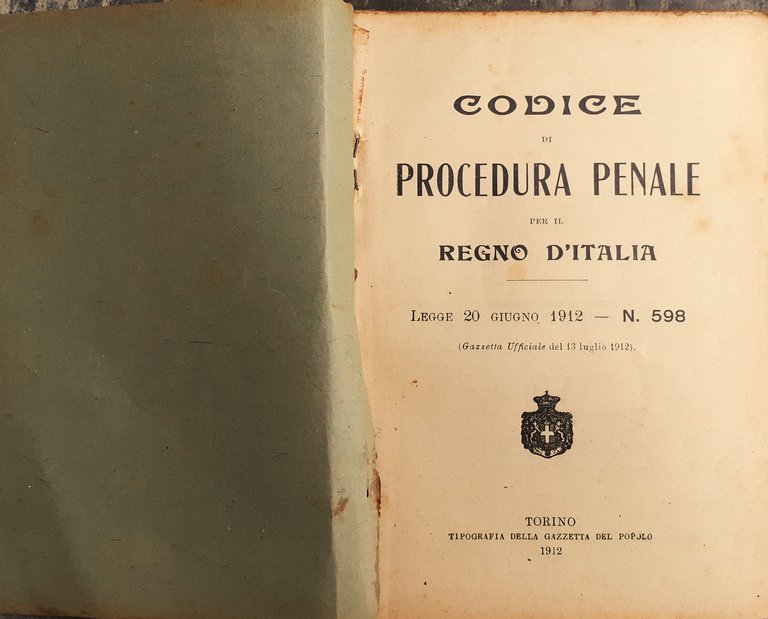 CODICE
DI
PROCEDURA PENALE
PER IL
REGNO D'ITALIA
LEGGE 20 GIUGNO 1912 — N. 598
(Gazzetta Ufficiale del 13 luglio 1912).
TORINO
TIPOGRAFIA DELLA GAZZETTA DEL POPOLO
1912